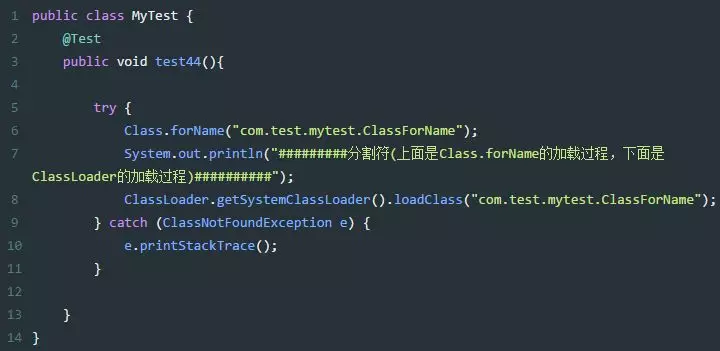 1 public class MyTest {
2     @Test
3     public void test44(){
4
5         try {
6             Class.forName("com.test.mytest.ClassForName");
7             System.out.println("#########分割符(上面是Class.forName的加载过程，下面是
ClassLoader的加载过程)##########");
8             ClassLoader.getSystemClassLoader().loadClass("com.test.mytest.ClassForName");
9         } catch (ClassNotFoundException e) {
10             e.printStackTrace();
11         }
12
13     }
14 }